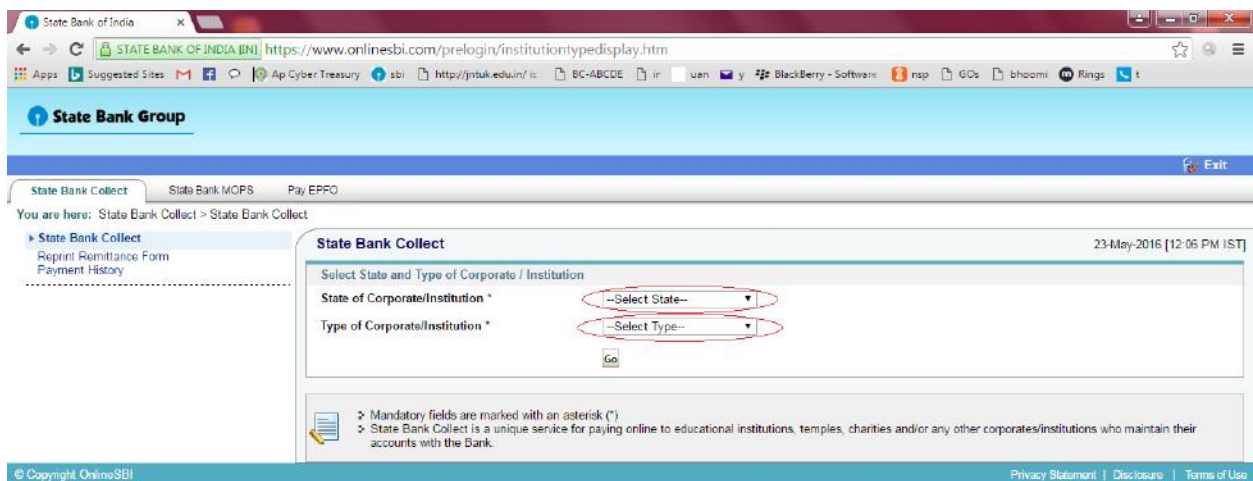 State Bank of India
STATE BANK OF INDIA [IN] https://www.onlinesbi.com/prelogin/institutiontypedisplay.htm
Apps Suggested Sites Ap Cyber Treasury sbi http://jntuk.edu.in/ BC-ABCDE ir uan y BlackBerry - Software nsp GOs bhoomi Rings t
State Bank Group
Exit
State Bank Collect State Bank MOPS Pay EPFO
You are here: State Bank Collect > State Bank Collect
State Bank Collect
Reprint Remittance Form
Payment History
State Bank Collect 23-May-2016 [12:06 PM IST]
Select State and Type of Corporate / Institution
State of Corporate/Institution * --Select State--
Type of Corporate/Institution * --Select Type--
Go
Mandatory fields are marked with an asterisk (*)
State Bank Collect is a unique service for paying online to educational institutions, temples, charities and/or any other corporates/institutions who maintain their
accounts with the Bank.
© Copyright OnlineSBI Privacy Statement | Disclosure | Terms of Use